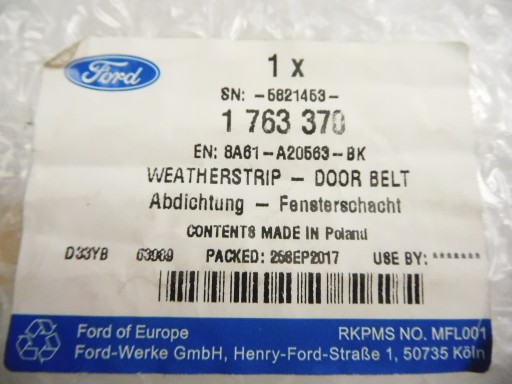 Ford
1 x
SN: -5821453-
1 763 370
EN: 8A61-A20563-BK
WEATHERSTRIP - DOOR BELT
Abdichtung - Fensterschacht
CONTENTS MADE IN Poland
D33YB 63989 PACKED: 25SEP2017 USE BY: *******
Ford of Europe RKPMS NO. MFL001
Ford-Werke GmbH, Henry-Ford-Straße 1, 50735 Köln